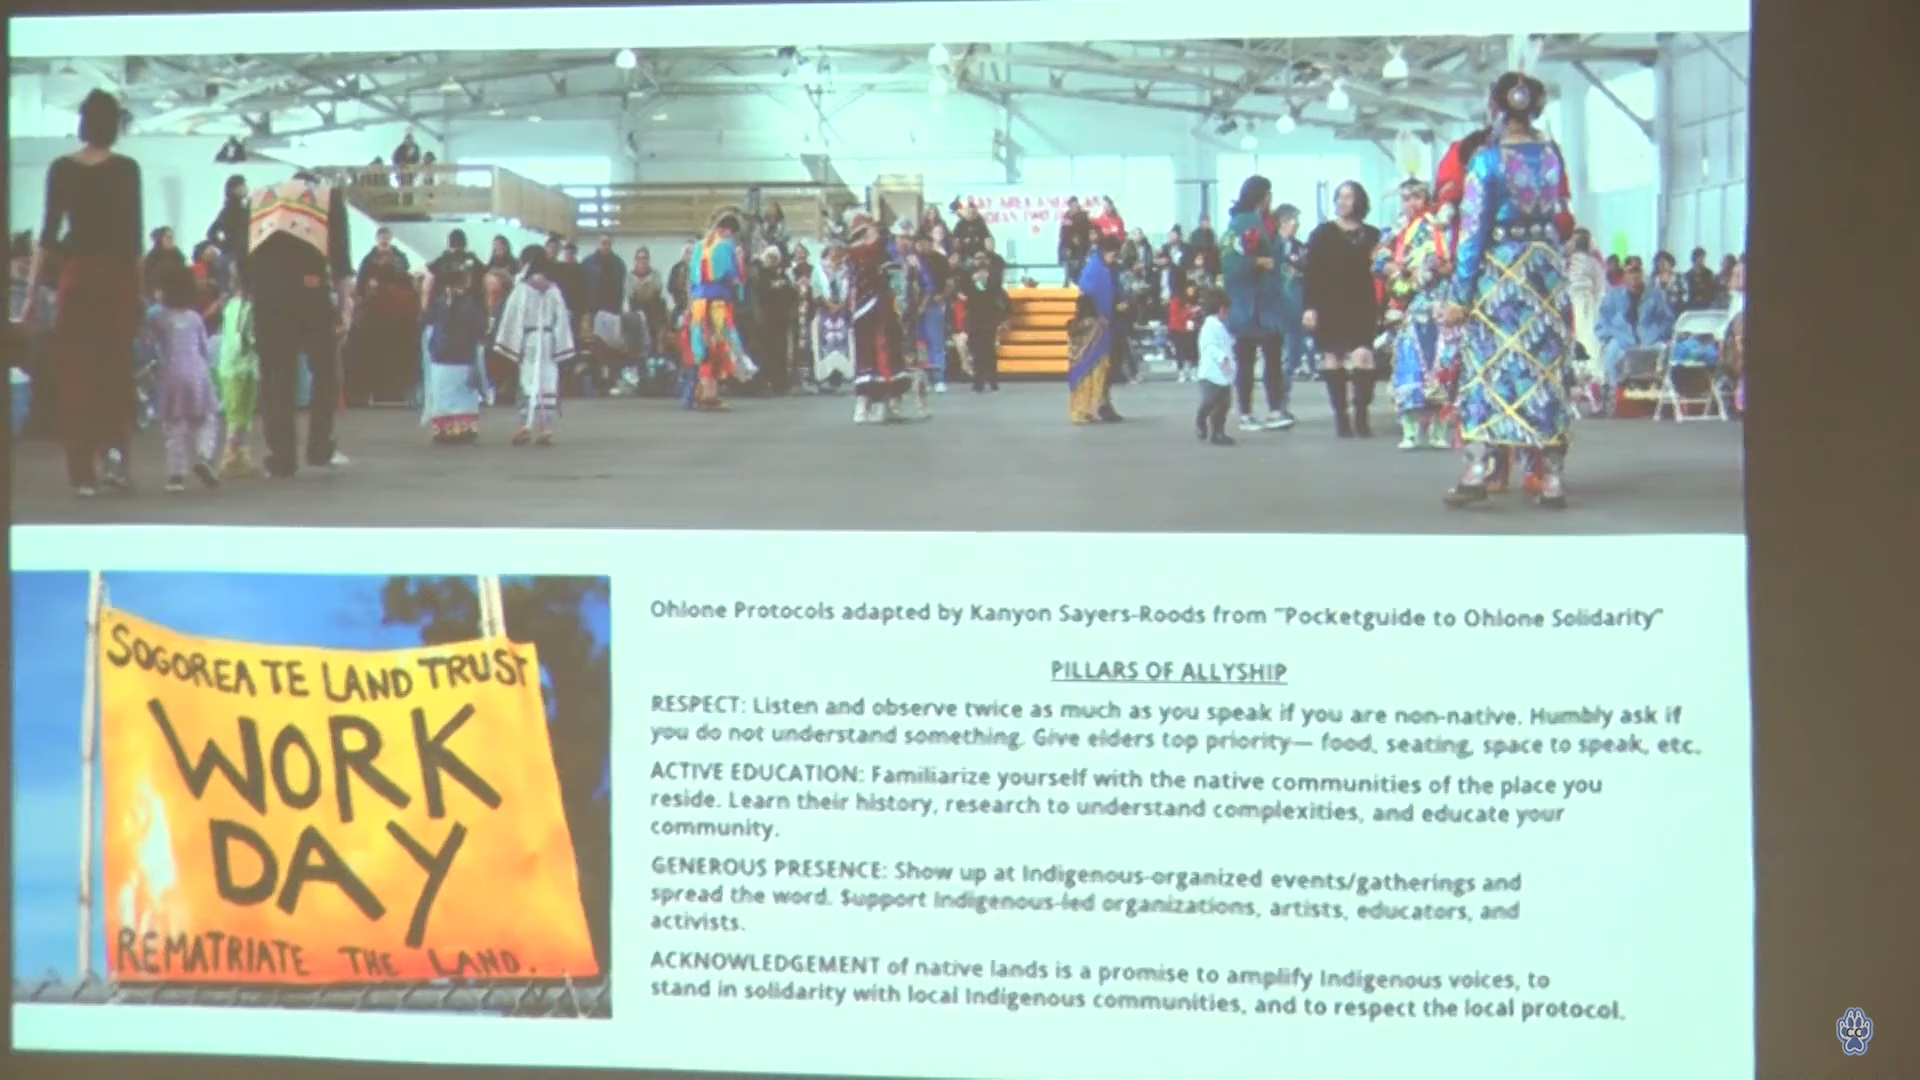 BAY AREA AMERICAN
INDIAN TWO
SOGOREA TE LAND TRUST
WORK
DAY
REMATRIATE THE LAND.
Ohlone Protocols adapted by Kanyon Sayers-Roods from "Pocketguide to Ohlone Solidarity"
PILLARS OF ALLYSHIP
RESPECT: Listen and observe twice as much as you speak if you are non-native. Humbly ask if
you do not understand something. Give elders top priority— food, seating, space to speak, etc.
ACTIVE EDUCATION: Familiarize yourself with the native communities of the place you
reside. Learn their history, research to understand complexities, and educate your
community.
GENEROUS PRESENCE: Show up at Indigenous-organized events/gatherings and
spread the word. Support Indigenous-led organizations, artists, educators, and
activists.
ACKNOWLEDGEMENT of native lands is a promise to amplify Indigenous voices, to
stand in solidarity with local Indigenous communities, and to respect the local protocol.
CC